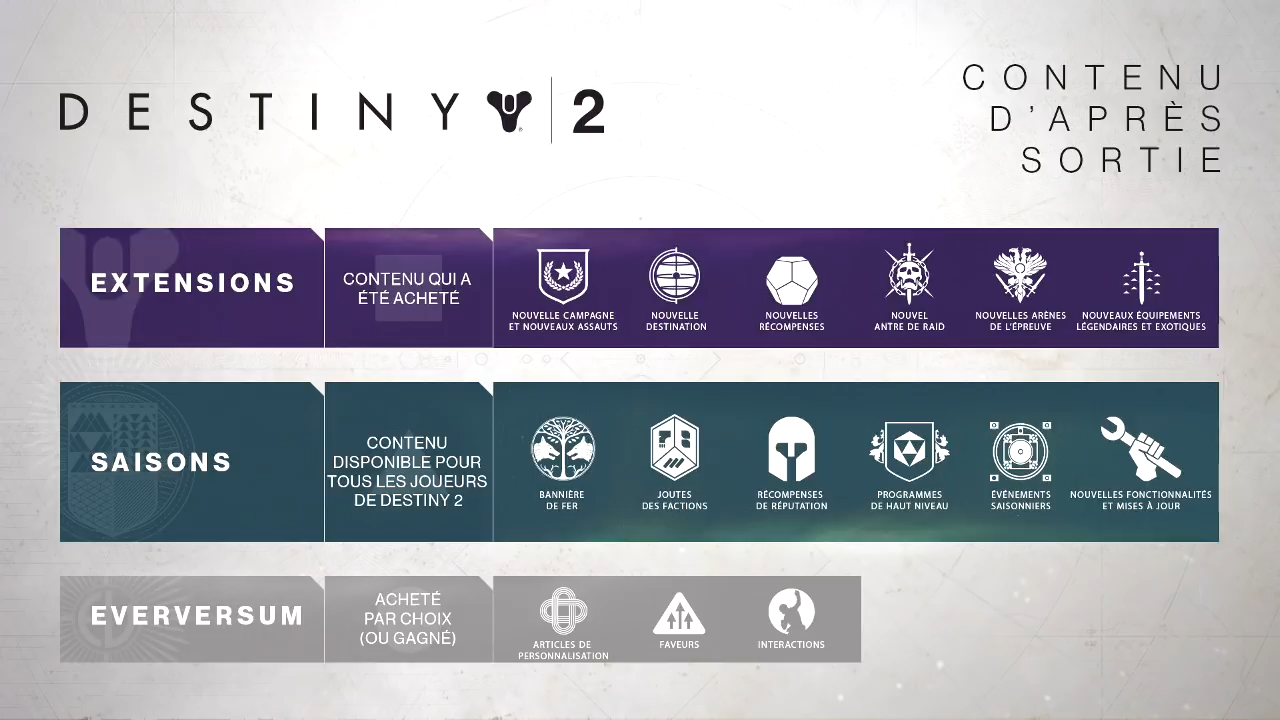 DESTINY 2
CONTENU
D'APRÈS
SORTIE
EXTENSIONS
CONTENU QUI A
ÉTÉ ACHETÉ
NOUVELLE CAMPAGNE
ET NOUVEAUX ASSAUTS
NOUVELLE
DESTINATION
NOUVELLES
RÉCOMPENSES
NOUVEL
ANTRE DE RAID
NOUVELLES ARÈNES
DE L'ÉPREUVE
NOUVEAUX ÉQUIPEMENTS
LÉGENDAIRES ET EXOTIQUES
SAISONS
CONTENU
DISPONIBLE POUR
TOUS LES JOUEURS
DE DESTINY 2
BANNIÈRE
DE FER
JOUTES
DES FACTIONS
RÉCOMPENSES
DE RÉPUTATION
PROGRAMMES
DE HAUT NIVEAU
ÉVÉNEMENTS
SAISONNIERS
NOUVELLES FONCTIONNALITÉS
ET MISES À JOUR
EVERVERSUM
ACHETÉ
PAR CHOIX
(OU GAGNÉ)
ARTICLES DE
PERSONNALISATION
FAVEURS
INTERACTIONS